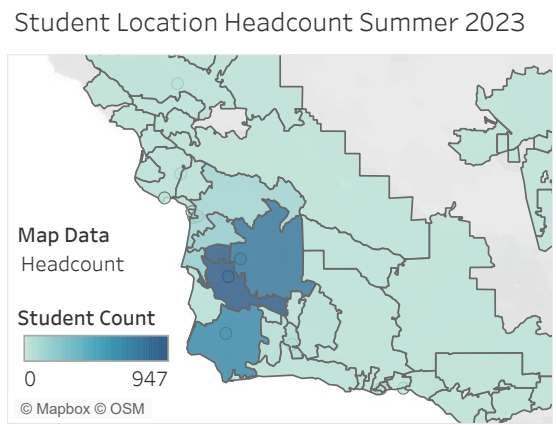 Student Location Headcount Summer 2023
Map Data
Headcount
Student Count
0 947
© Mapbox © OSM